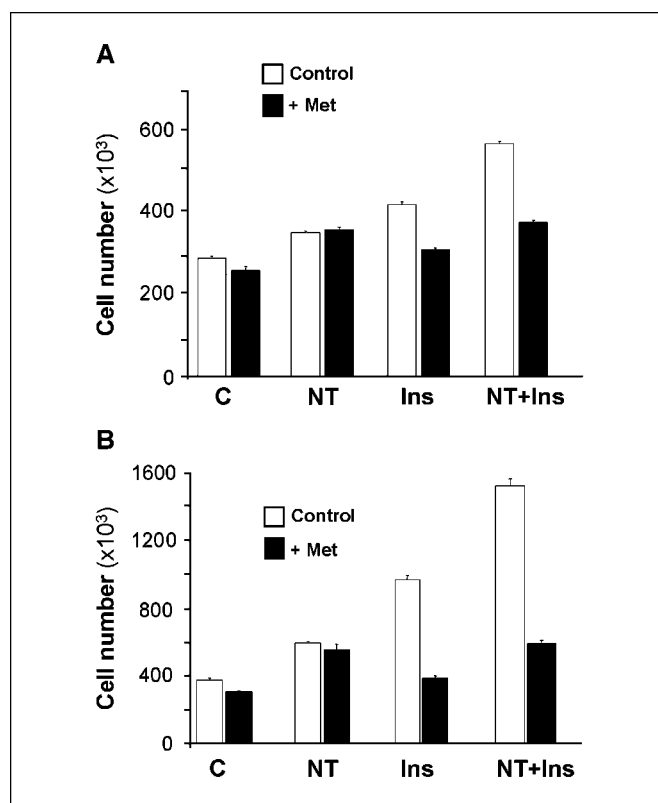 A
Control
+ Met
Cell number (x10³)
600
400
200
0
C NT Ins NT+Ins
B
Control
+ Met
Cell number (x10³)
1600
1200
800
400
0
C NT Ins NT+Ins